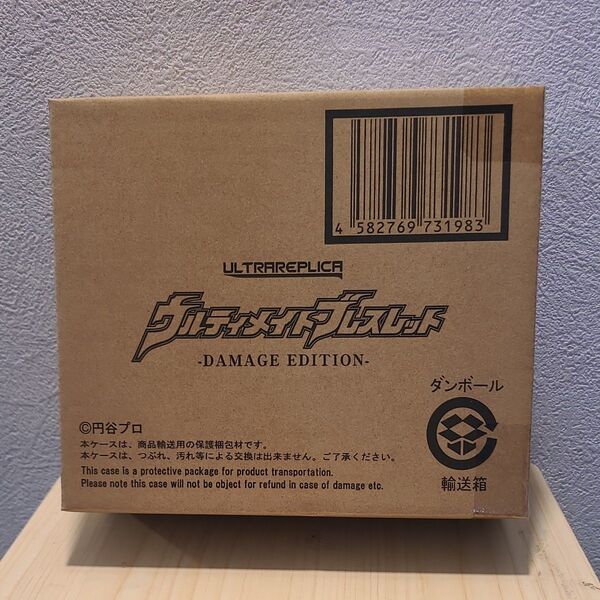 4 582769 731983
ULTRAREPLICA
ウルティメイトブレスレット
-DAMAGE EDITION-
ダンボール
輸送箱
©円谷プロ
本ケースは、商品輸送用の保護梱包材です。
本ケースは、つぶれ、汚れ等による交換は出来ません。ご了承ください。
This case is a protective package for product transportation.
Please note this case will not be object for refund in case of damage etc.